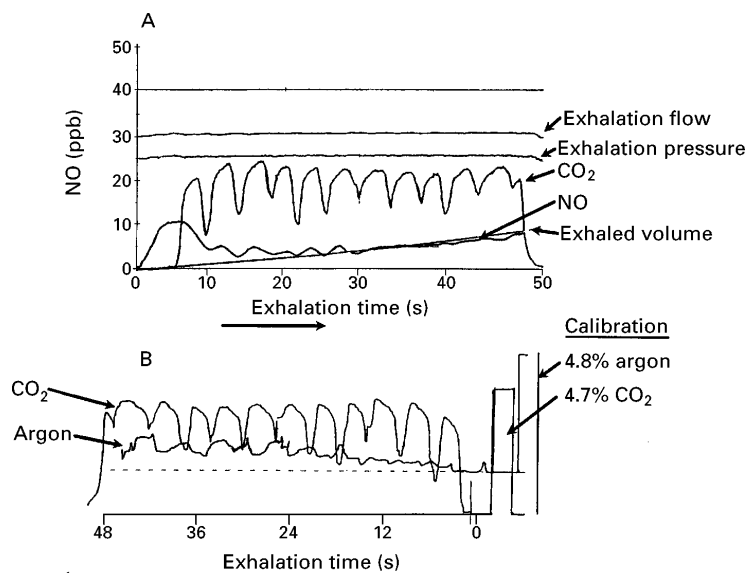 A
50
40
30
20
10
0
NO (ppb)
0
10
20
30
40
50
Exhalation time (s)
Exhalation flow
Exhalation pressure
CO₂
NO
Exhaled volume
B
CO₂
Argon
Calibration
4.8% argon
4.7% CO₂
48
36
24
12
0
Exhalation time (s)